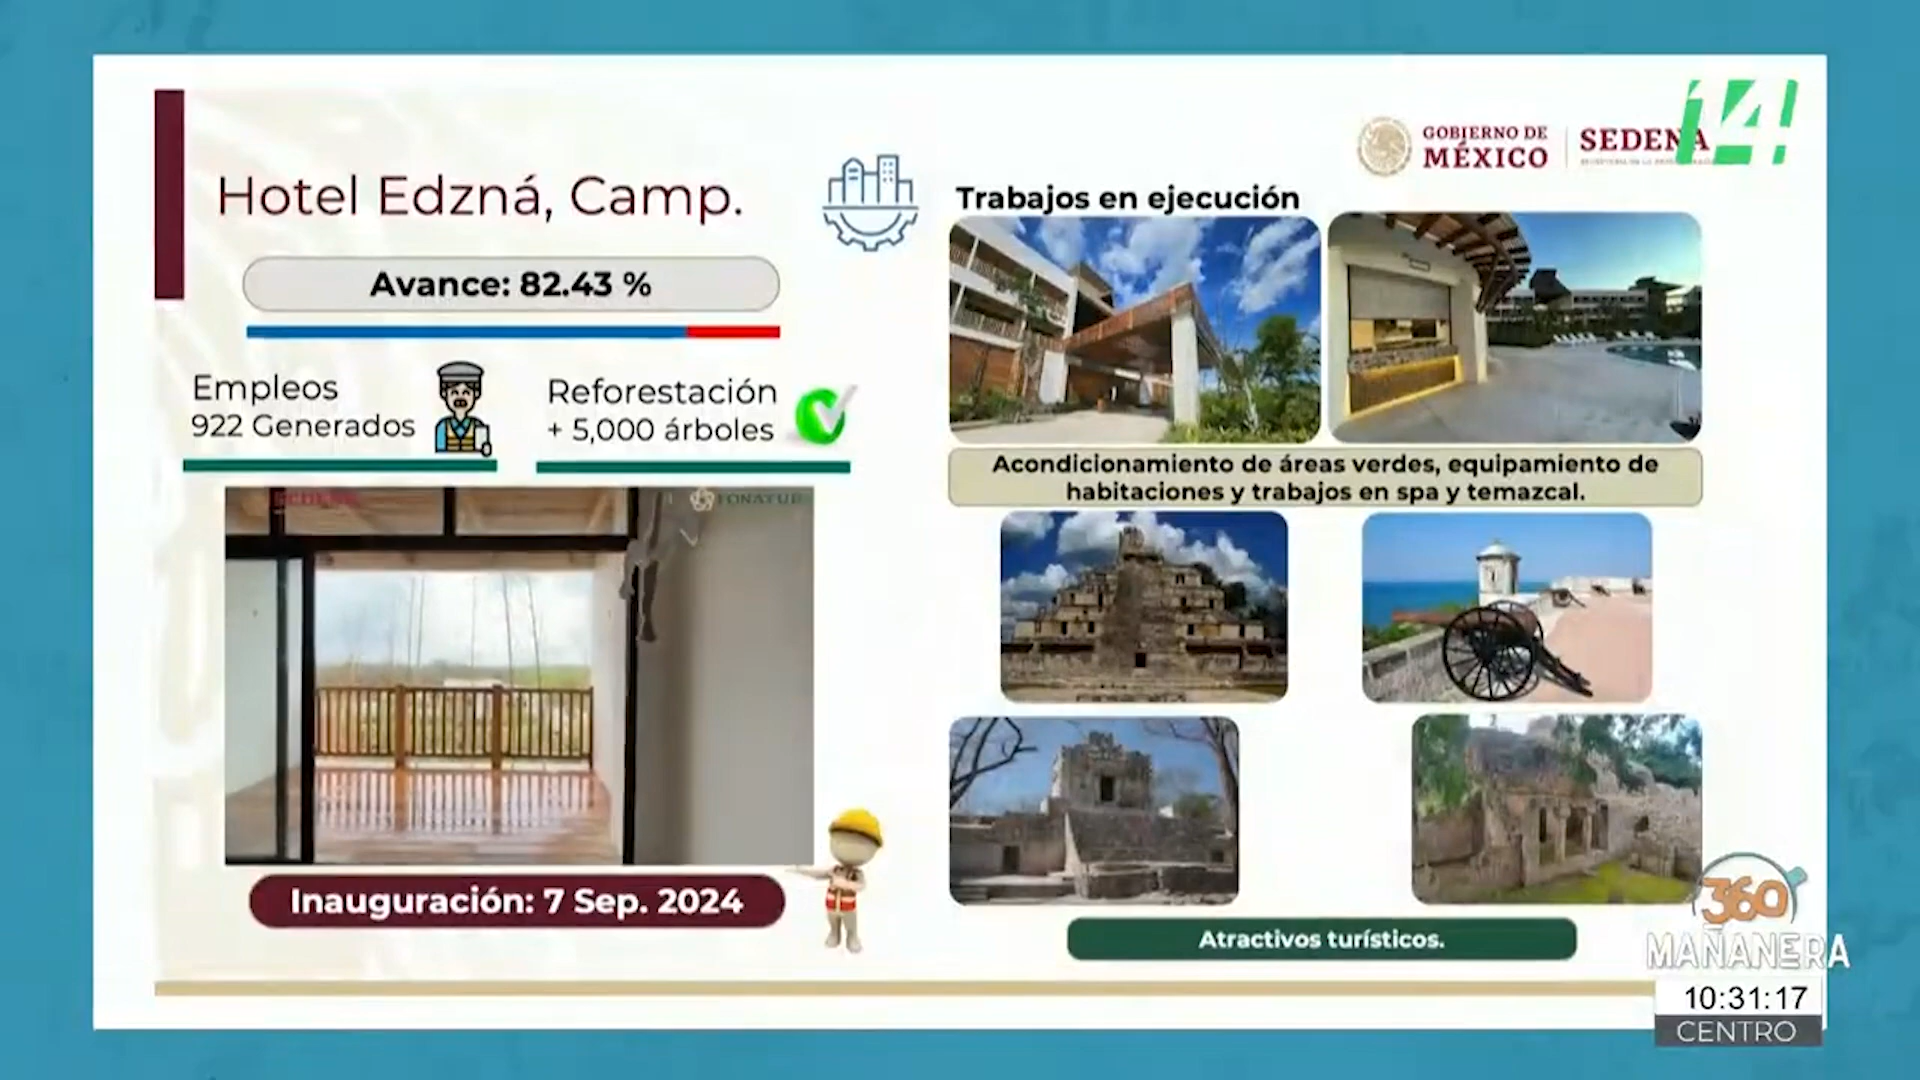 14!
GOBIERNO DE
MÉXICO
SEDENA
Hotel Edzná, Camp.
Avance: 82.43 %
Empleos
922 Generados
Reforestación
+ 5,000 árboles
FONATUR
Inauguración: 7 Sep. 2024
Trabajos en ejecución
Acondicionamiento de áreas verdes, equipamiento de
habitaciones y trabajos en spa y temazcal.
Atractivos turísticos.
360
MAÑANERA
10:31:17
CENTRO